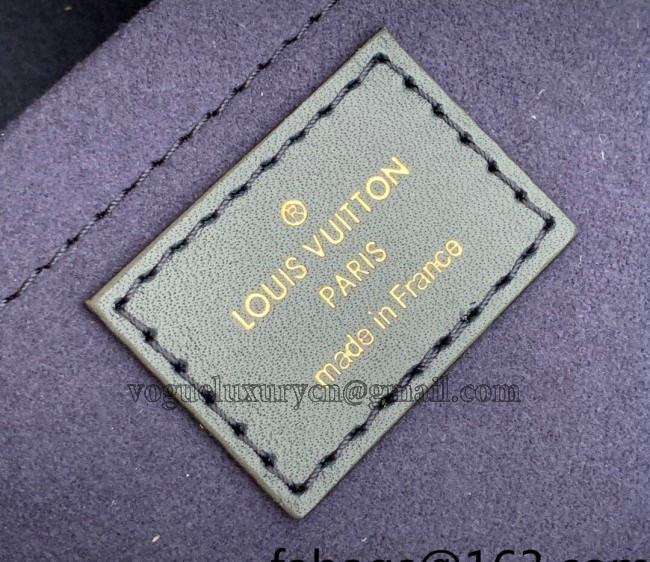 ®
LOUIS VUITTON
PARIS
made in France
vogueluxurycn@gmail.com